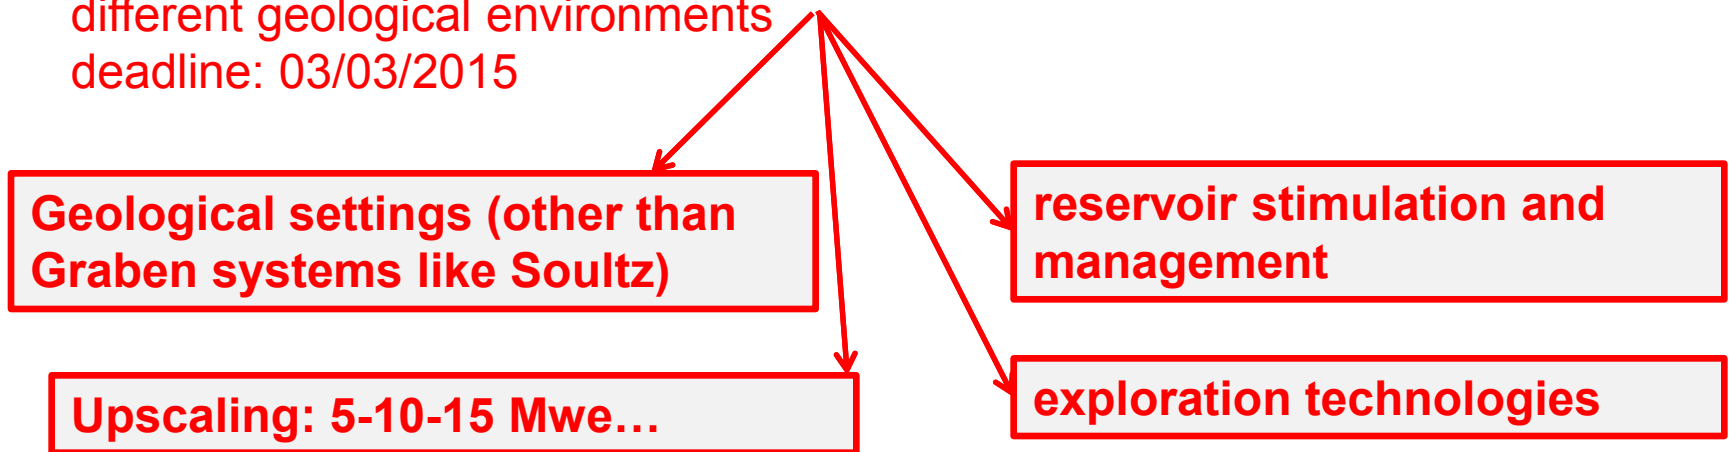 different geological environments
deadline: 03/03/2015
Geological settings (other than
Graben systems like Soultz)
reservoir stimulation and
management
Upscaling: 5-10-15 Mwe…
exploration technologies